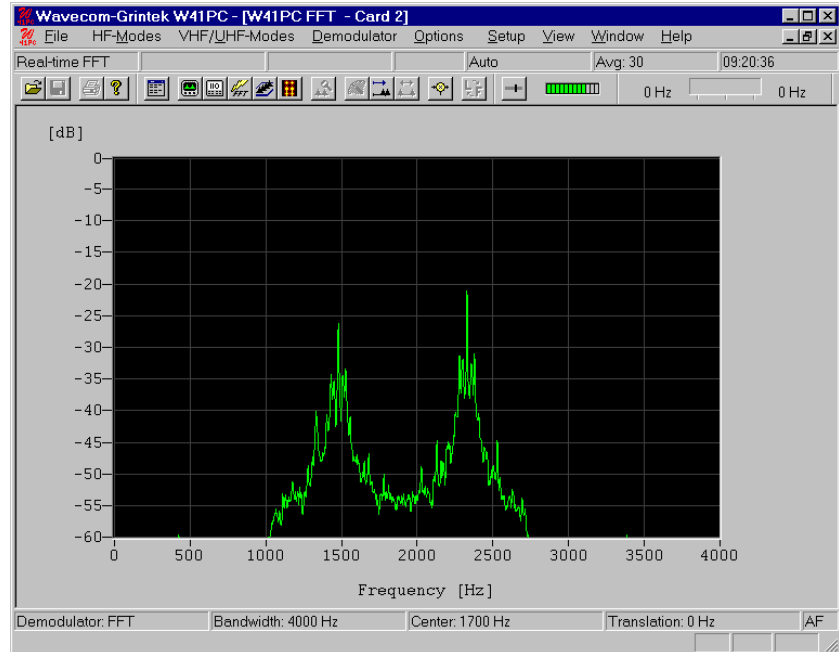 Wavecom-Grintek W41PC - [W41PC FFT - Card 2]
File HF-Modes VHF/UHF-Modes Demodulator Options Setup View Window Help
Real-time FFT Auto Avg: 30 09:20:36
0 Hz 0 Hz
[dB]
0
-5
-10
-15
-20
-25
-30
-35
-40
-45
-50
-55
-60
0 500 1000 1500 2000 2500 3000 3500 4000
Frequency [Hz]
Demodulator: FFT Bandwidth: 4000 Hz Center: 1700 Hz Translation: 0 Hz AF